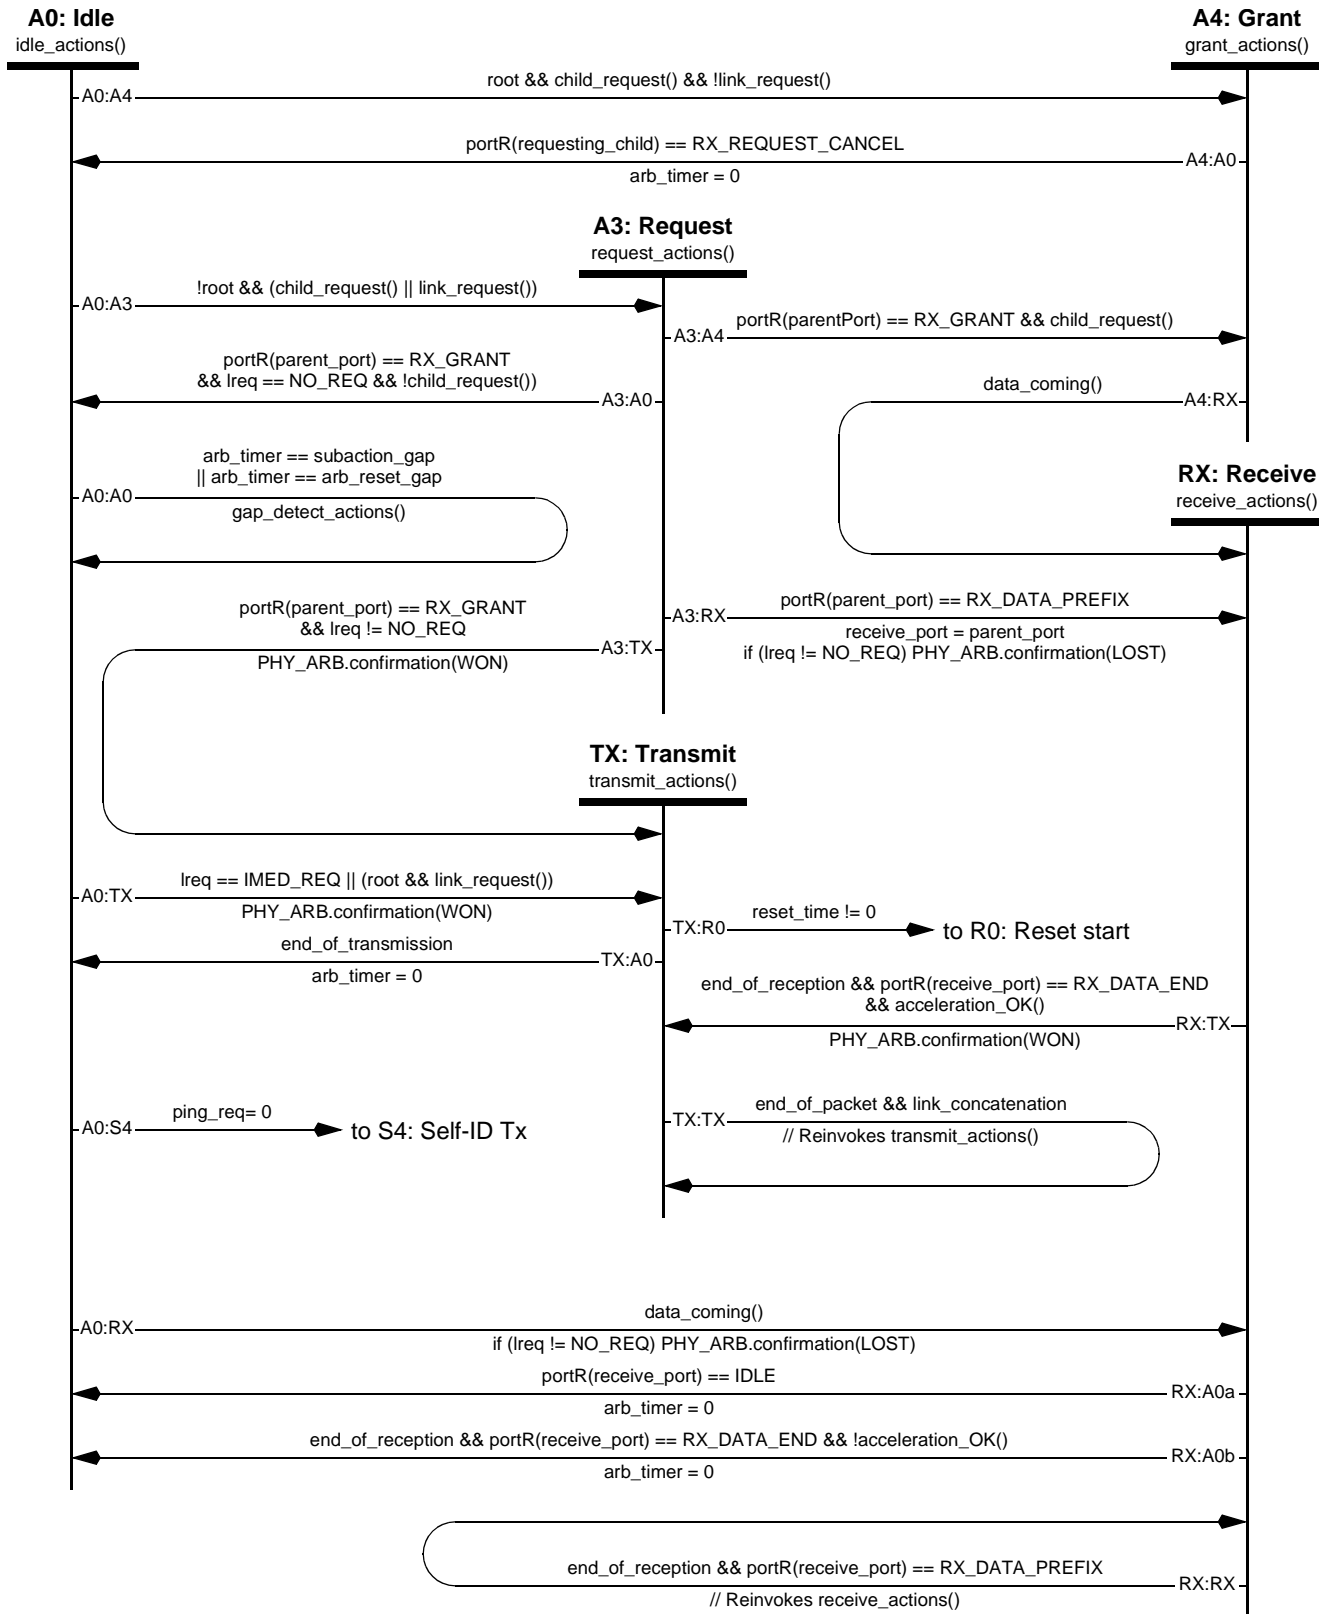 A0: Idle
idle_actions()
A4: Grant
grant_actions()
root && child_request() && !link_request()
A0:A4
portR(requesting_child) == RX_REQUEST_CANCEL
A4:A0
arb_timer = 0
A3: Request
request_actions()
!root && (child_request() || link_request())
A0:A3
portR(parentPort) == RX_GRANT && child_request()
A3:A4
portR(parent_port) == RX_GRANT
&& lreq == NO_REQ && !child_request())
A3:A0
data_coming()
A4:RX
arb_timer == subaction_gap
|| arb_timer == arb_reset_gap
A0:A0
gap_detect_actions()
RX: Receive
receive_actions()
portR(parent_port) == RX_GRANT
&& lreq != NO_REQ
A3:TX
PHY_ARB.confirmation(WON)
portR(parent_port) == RX_DATA_PREFIX
A3:RX
receive_port = parent_port
if (lreq != NO_REQ) PHY_ARB.confirmation(LOST)
TX: Transmit
transmit_actions()
lreq == IMED_REQ || (root && link_request())
A0:TX
PHY_ARB.confirmation(WON)
reset_time != 0
TX:R0
to R0: Reset start
end_of_transmission
TX:A0
arb_timer = 0
end_of_reception && portR(receive_port) == RX_DATA_END
&& acceleration_OK()
RX:TX
PHY_ARB.confirmation(WON)
ping_req= 0
A0:S4
to S4: Self-ID Tx
end_of_packet && link_concatenation
TX:TX
// Reinvokes transmit_actions()
data_coming()
A0:RX
if (lreq != NO_REQ) PHY_ARB.confirmation(LOST)
portR(receive_port) == IDLE
RX:A0a
arb_timer = 0
end_of_reception && portR(receive_port) == RX_DATA_END && !acceleration_OK()
RX:A0b
arb_timer = 0
end_of_reception && portR(receive_port) == RX_DATA_PREFIX
RX:RX
// Reinvokes receive_actions()